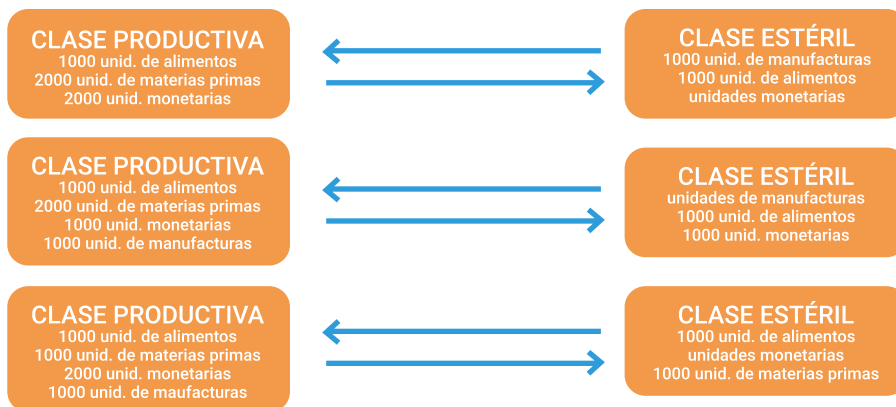 CLASE PRODUCTIVA
1000 unid. de alimentos
2000 unid. de materias primas
2000 unid. monetarias
CLASE ESTÉRIL
1000 unid. de manufacturas
1000 unid. de alimentos
unidades monetarias
CLASE PRODUCTIVA
1000 unid. de alimentos
2000 unid. de materias primas
1000 unid. monetarias
1000 unid. de manufacturas
CLASE ESTÉRIL
unidades de manufacturas
1000 unid. de alimentos
1000 unid. monetarias
CLASE PRODUCTIVA
1000 unid. de alimentos
1000 unid. de materias primas
2000 unid. monetarias
1000 unid. de maufacturas
CLASE ESTÉRIL
1000 unid. de alimentos
unidades monetarias
1000 unid. de materias primas